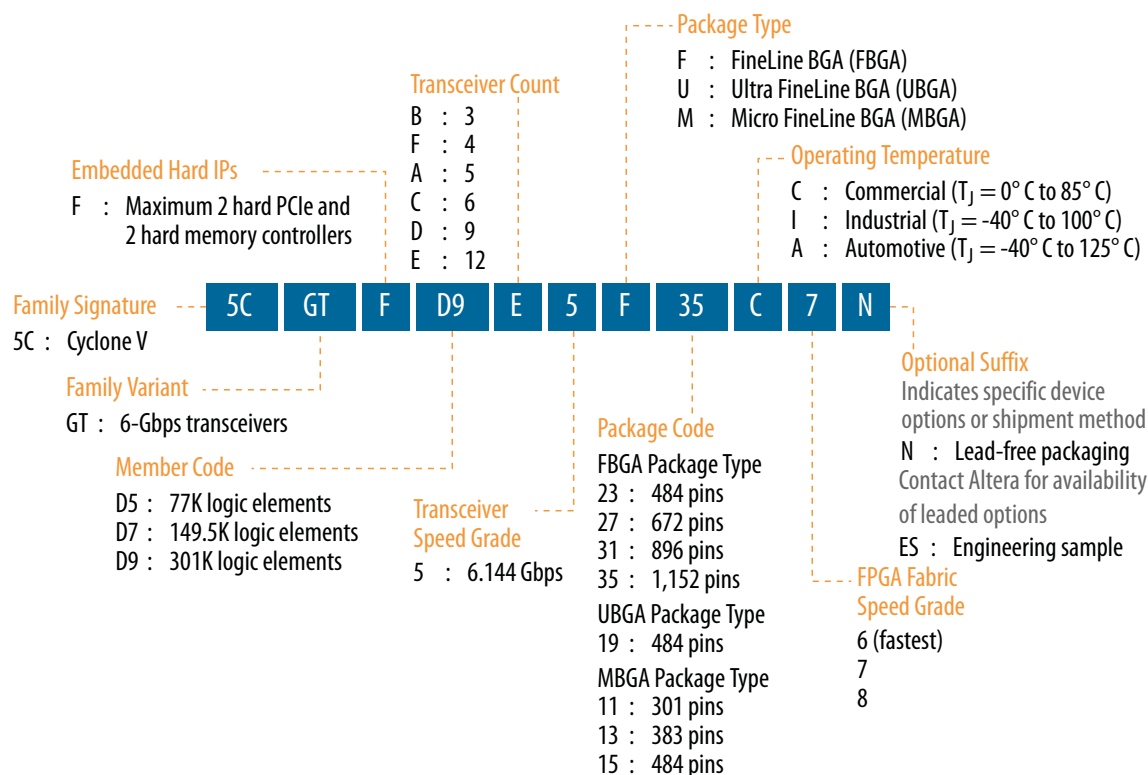 Package Type
F : FineLine BGA (FBGA)
U : Ultra FineLine BGA (UBGA)
M : Micro FineLine BGA (MBGA)
Transceiver Count
B : 3
F : 4
A : 5
C : 6
D : 9
E : 12
Operating Temperature
C : Commercial (TJ = 0° C to 85° C)
I : Industrial (TJ = -40° C to 100° C)
A : Automotive (TJ = -40° C to 125° C)
Embedded Hard IPs
F : Maximum 2 hard PCIe and
2 hard memory controllers
Family Signature
5C : Cyclone V
5C GT F D9 E 5 F 35 C 7 N
Family Variant
GT : 6-Gbps transceivers
Member Code
D5 : 77K logic elements
D7 : 149.5K logic elements
D9 : 301K logic elements
Transceiver
Speed Grade
5 : 6.144 Gbps
Package Code
FBGA Package Type
23 : 484 pins
27 : 672 pins
31 : 896 pins
35 : 1,152 pins
UBGA Package Type
19 : 484 pins
MBGA Package Type
11 : 301 pins
13 : 383 pins
15 : 484 pins
Optional Suffix
Indicates specific device
options or shipment method
N : Lead-free packaging
Contact Altera for availability
of leaded options
ES : Engineering sample
FPGA Fabric
Speed Grade
6 (fastest)
7
8